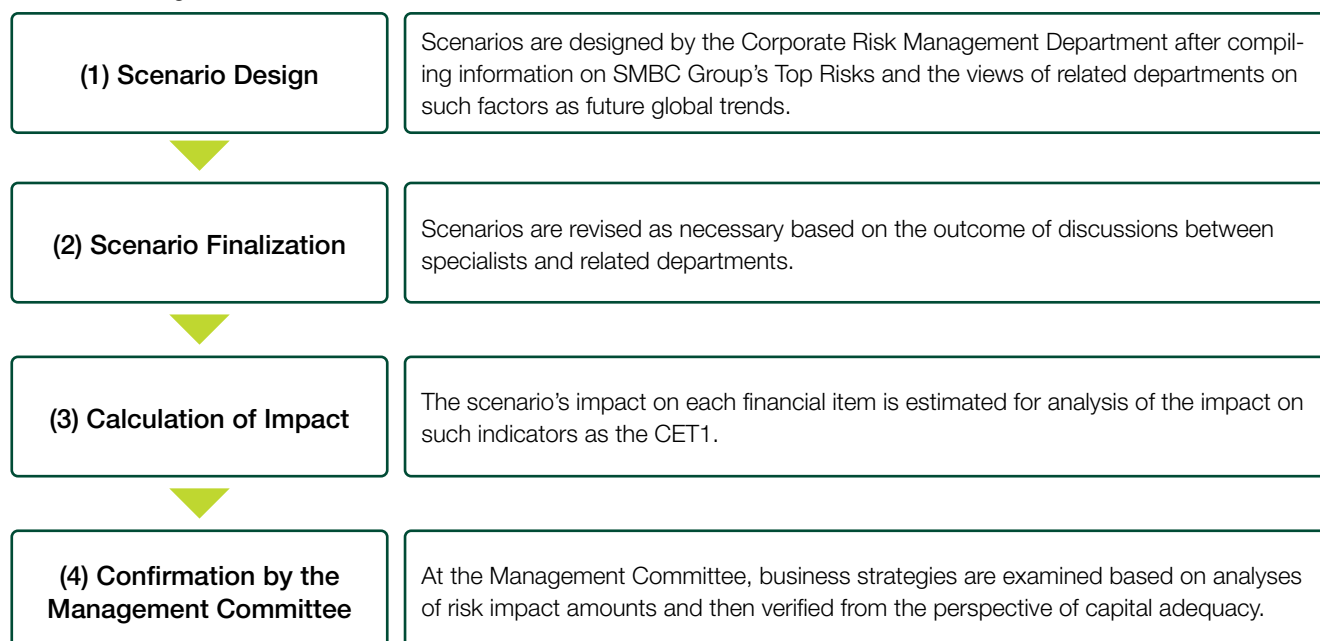 (1) Scenario Design
Scenarios are designed by the Corporate Risk Management Department after compil-
ing information on SMBC Group's Top Risks and the views of related departments on
such factors as future global trends.
(2) Scenario Finalization
Scenarios are revised as necessary based on the outcome of discussions between
specialists and related departments.
(3) Calculation of Impact
The scenario's impact on each financial item is estimated for analysis of the impact on
such indicators as the CET1.
(4) Confirmation by the
Management Committee
At the Management Committee, business strategies are examined based on analyses
of risk impact amounts and then verified from the perspective of capital adequacy.